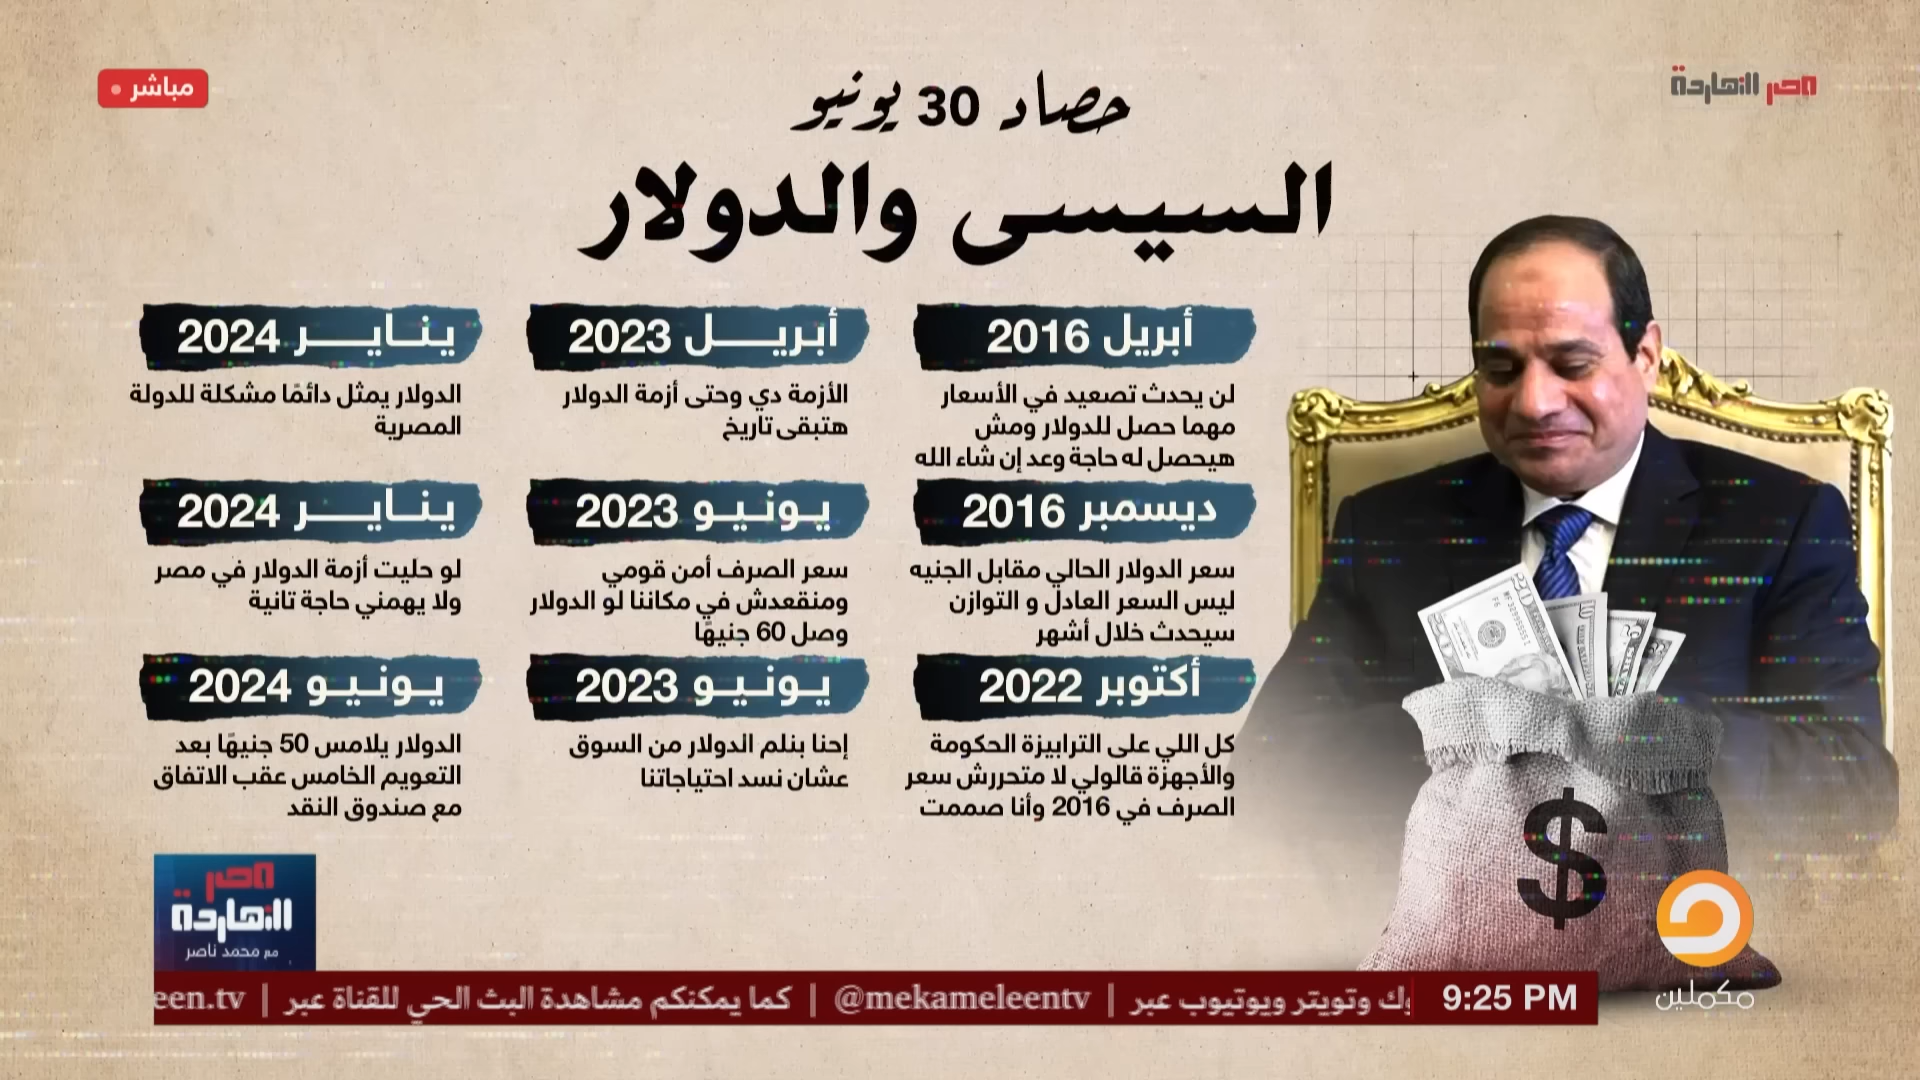 مباشر
مصر النهاردة
حصاد 30 يونيو
السيسى والدولار
أبريل 2016
لن يحدث تصعيد في الأسعار
مهما حصل للدولار ومش
هيحصل له حاجة وعد إن شاء الله
ديسمبر 2016
سعر الدولار الحالي مقابل الجنيه
ليس السعر العادل و التوازن
سيحدث خلال أشهر
أكتوبر 2022
كل اللي على الترابيزة الحكومة
والأجهزة قالولي لا متحررش سعر
الصرف في 2016 وأنا صممت
أبريل 2023
الأزمة دي وحتى أزمة الدولار
هتبقى تاريخ
يونيو 2023
سعر الصرف أمن قومي
ومنقعدش في مكاننا لو الدولار
وصل 60 جنيهًا
يونيو 2023
إحنا بنلم الدولار من السوق
عشان نسد احتياجاتنا
يناير 2024
الدولار يمثل دائمًا مشكلة للدولة
المصرية
يناير 2024
لو حليت أزمة الدولار في مصر
ولا يهمني حاجة تانية
يونيو 2024
الدولار يلامس 50 جنيهًا بعد
التعويم الخامس عقب الاتفاق
مع صندوق النقد
$
مصر
النهاردة
مع محمد ناصر
9:25 PM
وك وتويتر ويوتيوب عبر | @mekameleentv | كما يمكنكم مشاهدة البث الحي للقناة عبر | een.tv
مكملين